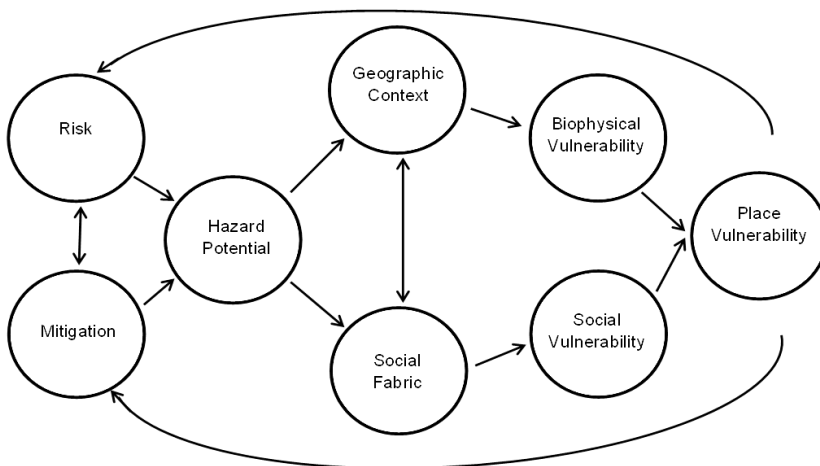 Geographic
Context
Risk
Biophysical
Vulnerability
Hazard
Potential
Place
Vulnerability
Mitigation
Social
Fabric
Social
Vulnerability